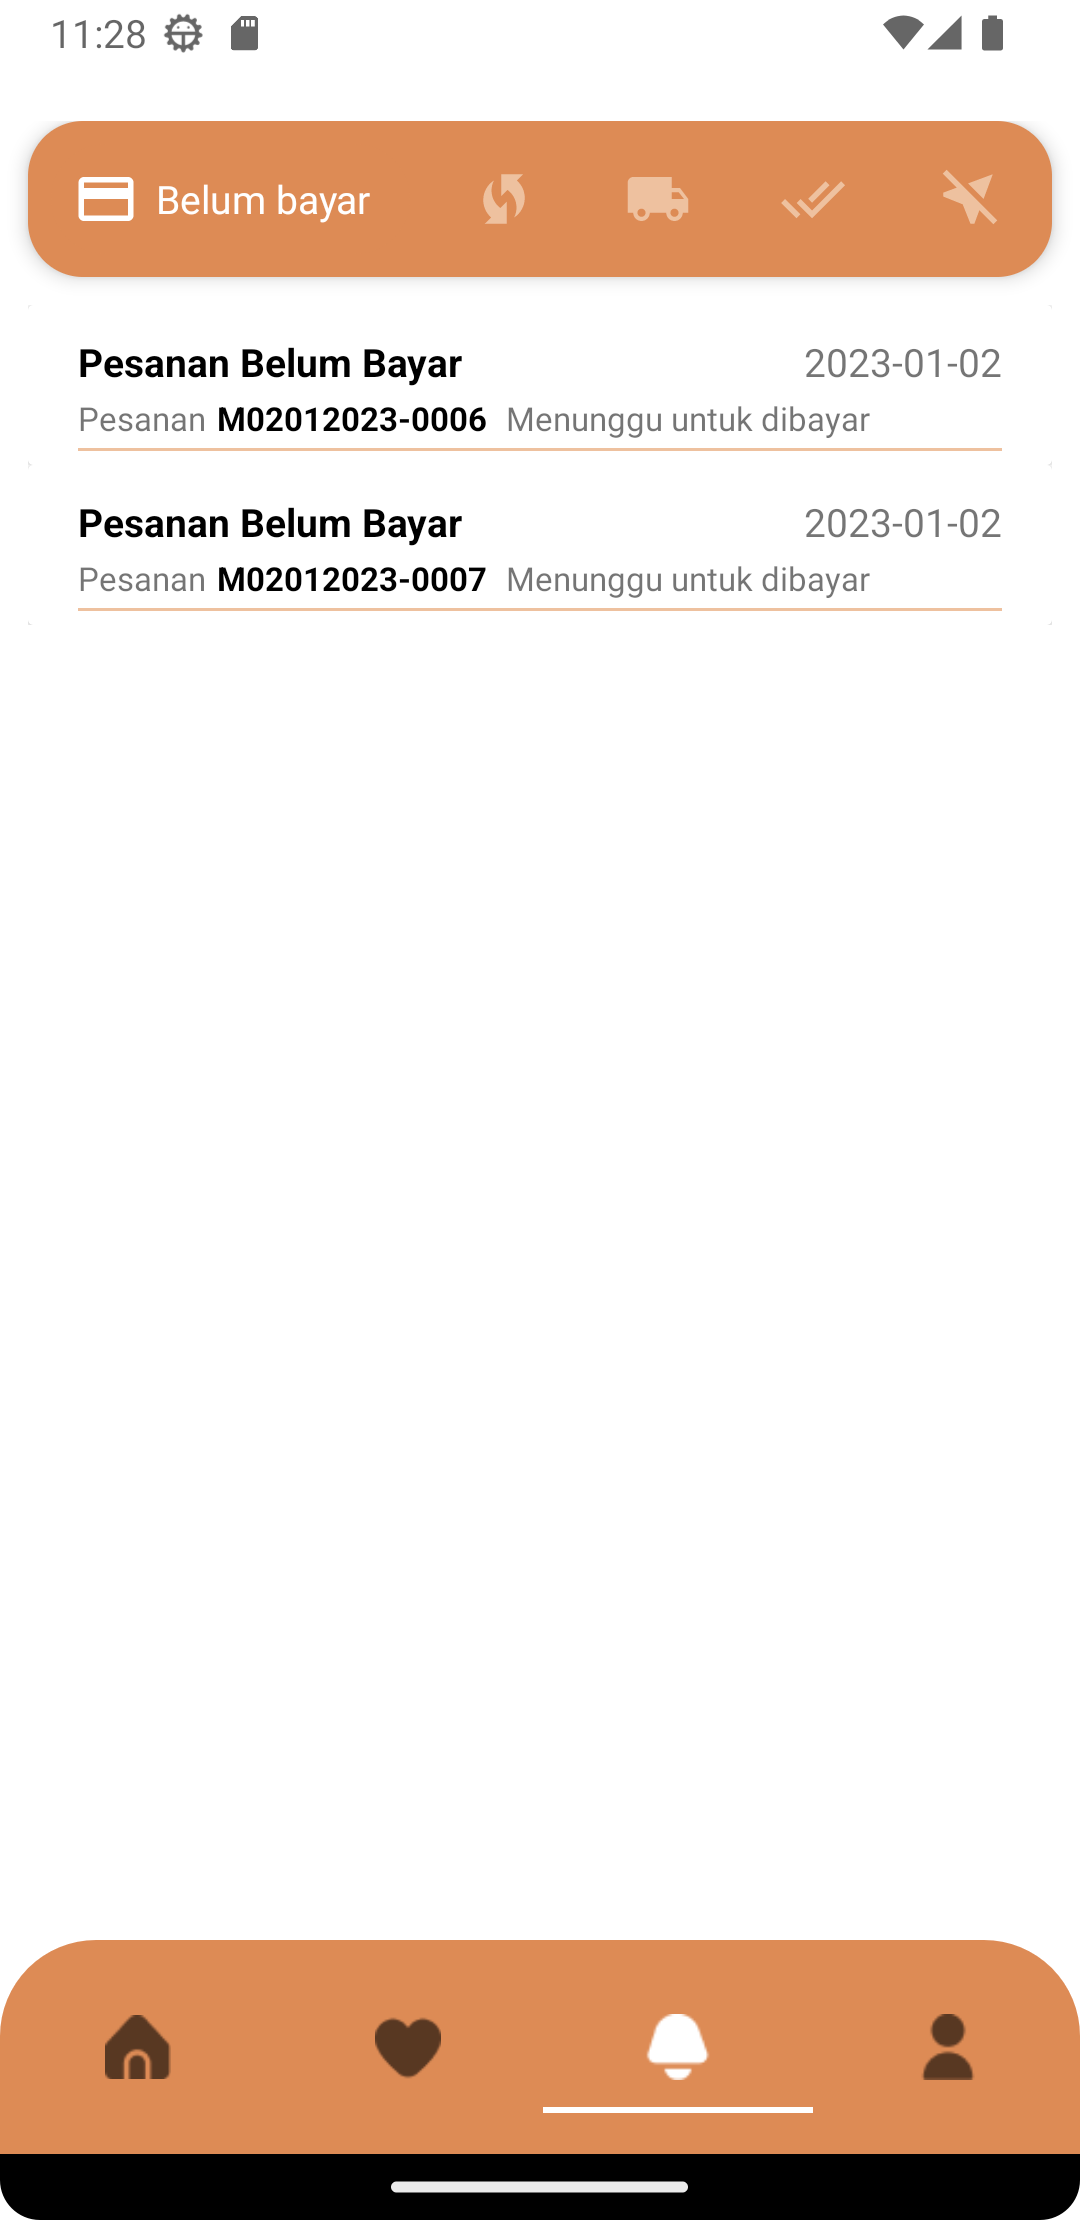 11:28
Belum bayar
Pesanan Belum Bayar 2023-01-02
Pesanan M02012023-0006 Menunggu untuk dibayar
Pesanan Belum Bayar 2023-01-02
Pesanan M02012023-0007 Menunggu untuk dibayar